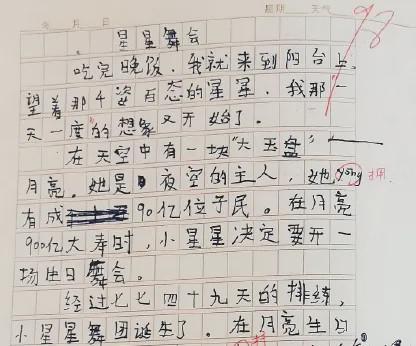 年 月 日 星期 天气
98
星星舞会
吃完晚饭,我就来到阳台上,
望着那千姿百态的星星,我那"一
天一度"的想象又开始了。
在天空中有一块"大玉盘"——
月亮。她是夜空的主人,她yong拥
有成90亿位子民。在月亮
900亿大寿时,小星星决定要开一
场生日舞会。
经过七七四十九天的排练,
小星星舞团诞生了。在月亮生日